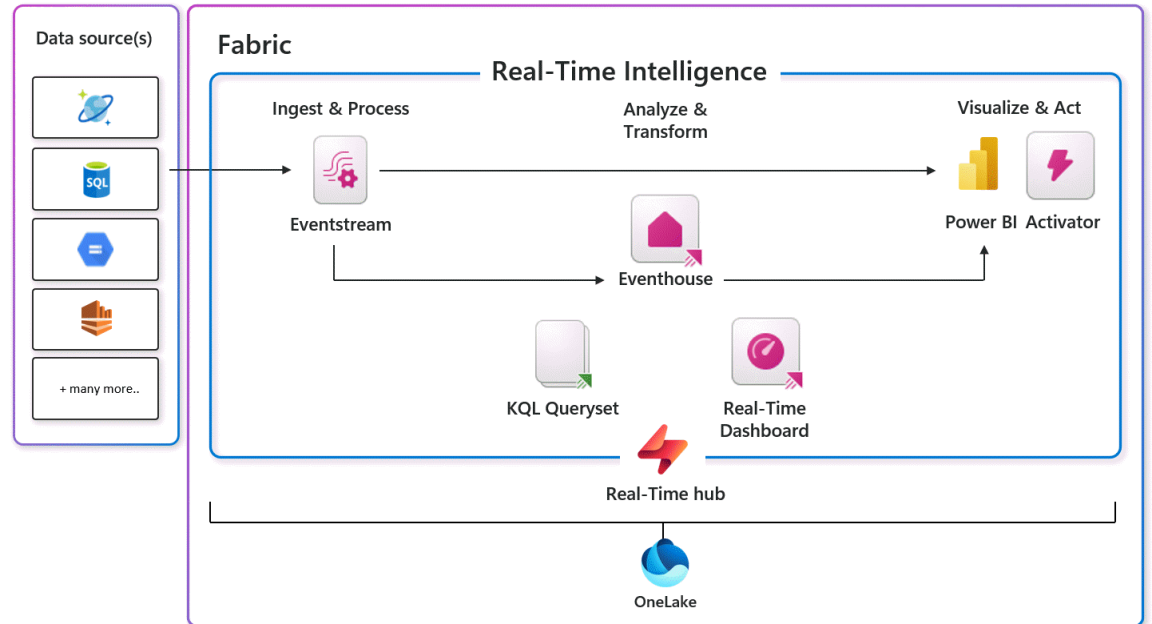 Data source(s)
SQL
+ many more..
Fabric
Real-Time Intelligence
Ingest & Process
Analyze &
Transform
Visualize & Act
Eventstream
Eventhouse
Power BI
Activator
KQL Queryset
Real-Time
Dashboard
Real-Time hub
OneLake